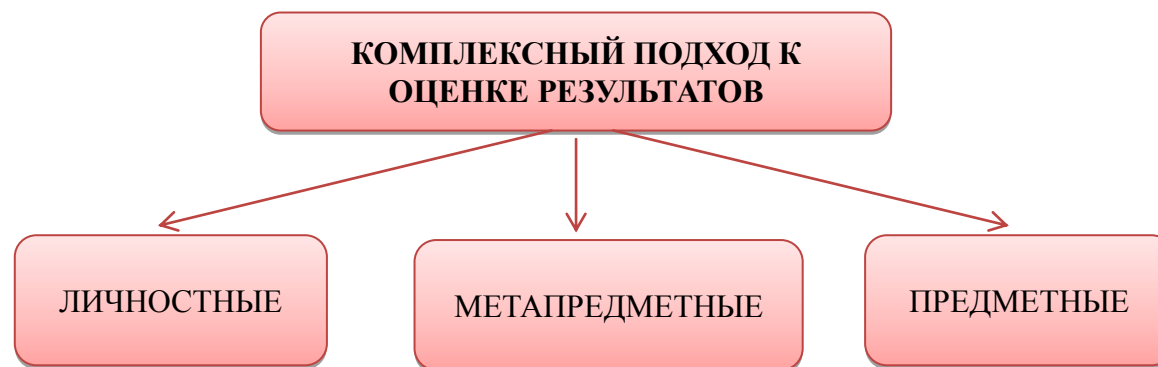 КОМПЛЕКСНЫЙ ПОДХОД К
ОЦЕНКЕ РЕЗУЛЬТАТОВ
ЛИЧНОСТНЫЕ
МЕТАПРЕДМЕТНЫЕ
ПРЕДМЕТНЫЕ